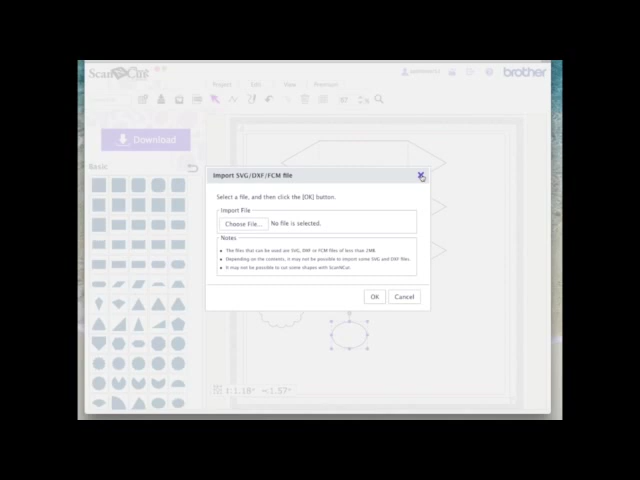 Scan Cut
brother
Project Edit View Premium
Download
Basic
Import SVG/DXF/FCM file
Select a file, and then click the [OK] button.
Import File
Choose File... No file is selected.
Notes
The files that can be used are SVG, DXF or FCM files of less than 2MB.
Depending on the contents, it may not be possible to import some SVG and DXF files.
It may not be possible to cut some shapes with ScanNCut.
OK Cancel